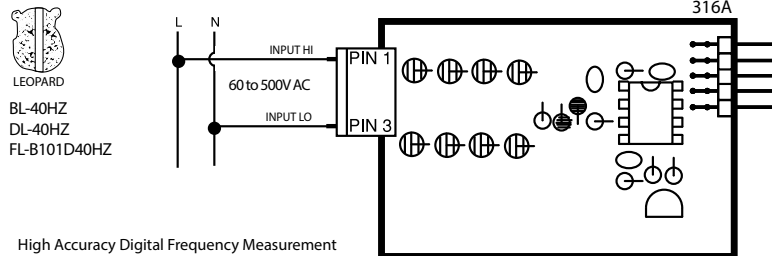 316A
L N
INPUT HI
PIN 1
LEOPARD
60 to 500V AC
BL-40HZ
DL-40HZ
INPUT LO
PIN 3
FL-B101D40HZ
High Accuracy Digital Frequency Measurement